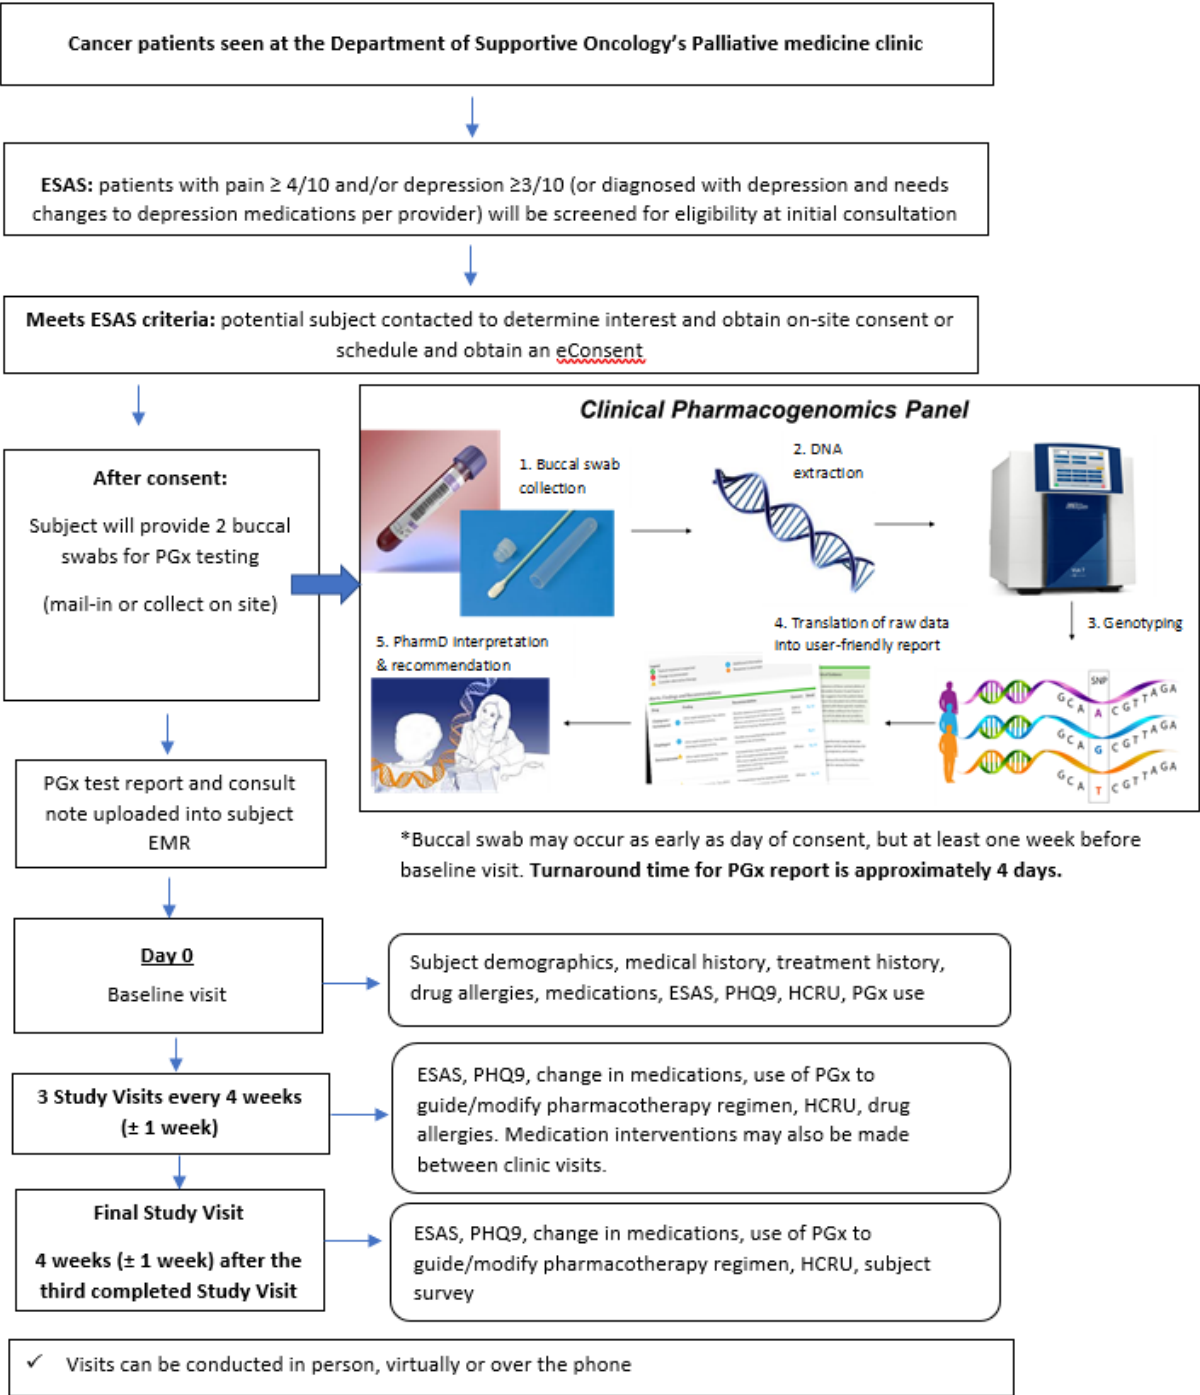 Cancer patients seen at the Department of Supportive Oncology's Palliative medicine clinic
ESAS: patients with pain ≥ 4/10 and/or depression ≥3/10 (or diagnosed with depression and needs
changes to depression medications per provider) will be screened for eligibility at initial consultation
Meets ESAS criteria: potential subject contacted to determine interest and obtain on-site consent or
schedule and obtain an eConsent
After consent:
Subject will provide 2 buccal
swabs for PGx testing
(mail-in or collect on site)
Clinical Pharmacogenomics Panel
1. Buccal swab
collection
2. DNA
extraction
3. Genotyping
4. Translation of raw data
into user-friendly report
5. PharmD interpretation
& recommendation
SNP
GCA A CGTTAGA
GCA G CGTTAGA
GCA T CGTTAGA
PGx test report and consult
note uploaded into subject
EMR
*Buccal swab may occur as early as day of consent, but at least one week before
baseline visit. Turnaround time for PGx report is approximately 4 days.
Day 0
Baseline visit
Subject demographics, medical history, treatment history,
drug allergies, medications, ESAS, PHQ9, HCRU, PGx use
3 Study Visits every 4 weeks
(± 1 week)
ESAS, PHQ9, change in medications, use of PGx to
guide/modify pharmacotherapy regimen, HCRU, drug
allergies. Medication interventions may also be made
between clinic visits.
Final Study Visit
4 weeks (± 1 week) after the
third completed Study Visit
ESAS, PHQ9, change in medications, use of PGx to
guide/modify pharmacotherapy regimen, HCRU, subject
survey
✓ Visits can be conducted in person, virtually or over the phone